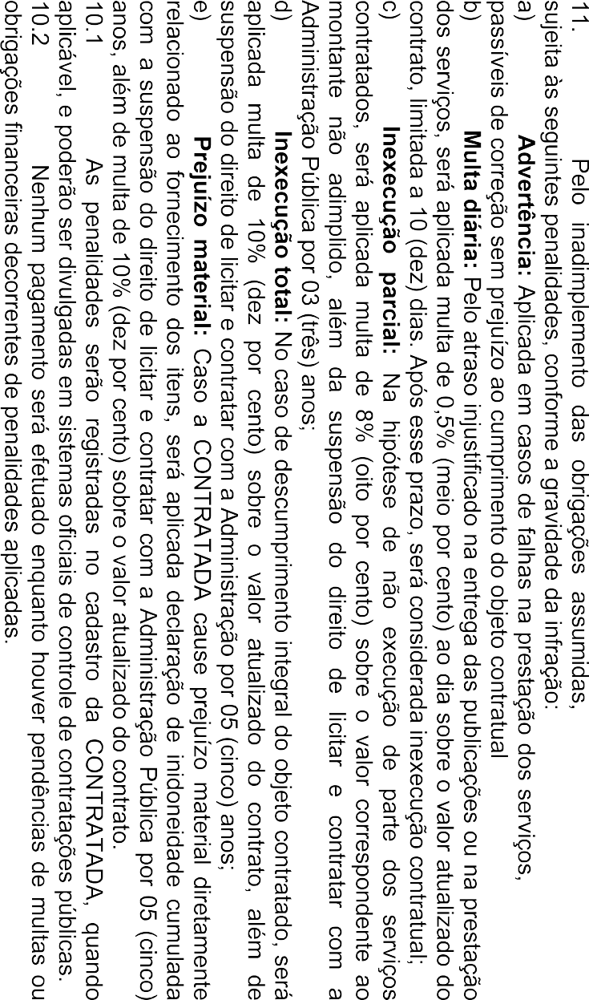 11. Pelo inadimplemento das obrigações assumidas,
sujeita às seguintes penalidades, conforme a gravidade da infração:
a) Advertência: Aplicada em casos de falhas na prestação dos serviços,
passíveis de correção sem prejuízo ao cumprimento do objeto contratual
b) Multa diária: Pelo atraso injustificado na entrega das publicações ou na prestação
dos serviços, será aplicada multa de 0,5% (meio por cento) ao dia sobre o valor atualizado do
contrato, limitada a 10 (dez) dias. Após esse prazo, será considerada inexecução contratual;
c) Inexecução parcial: Na hipótese de não execução de parte dos serviços
contratados, será aplicada multa de 8% (oito por cento) sobre o valor correspondente ao
montante não adimplido, além da suspensão do direito de licitar e contratar com a
Administração Pública por 03 (três) anos;
d) Inexecução total: No caso de descumprimento integral do objeto contratado, será
aplicada multa de 10% (dez por cento) sobre o valor atualizado do contrato, além de
suspensão do direito de licitar e contratar com a Administração por 05 (cinco) anos;
e) Prejuízo material: Caso a CONTRATADA cause prejuízo material diretamente
relacionado ao fornecimento dos itens, será aplicada declaração de inidoneidade cumulada
com a suspensão do direito de licitar e contratar com a Administração Pública por 05 (cinco)
anos, além de multa de 10% (dez por cento) sobre o valor atualizado do contrato.
10.1 As penalidades serão registradas no cadastro da CONTRATADA, quando
aplicável, e poderão ser divulgadas em sistemas oficiais de controle de contratações públicas.
10.2 Nenhum pagamento será efetuado enquanto houver pendências de multas ou
obrigações financeiras decorrentes de penalidades aplicadas.